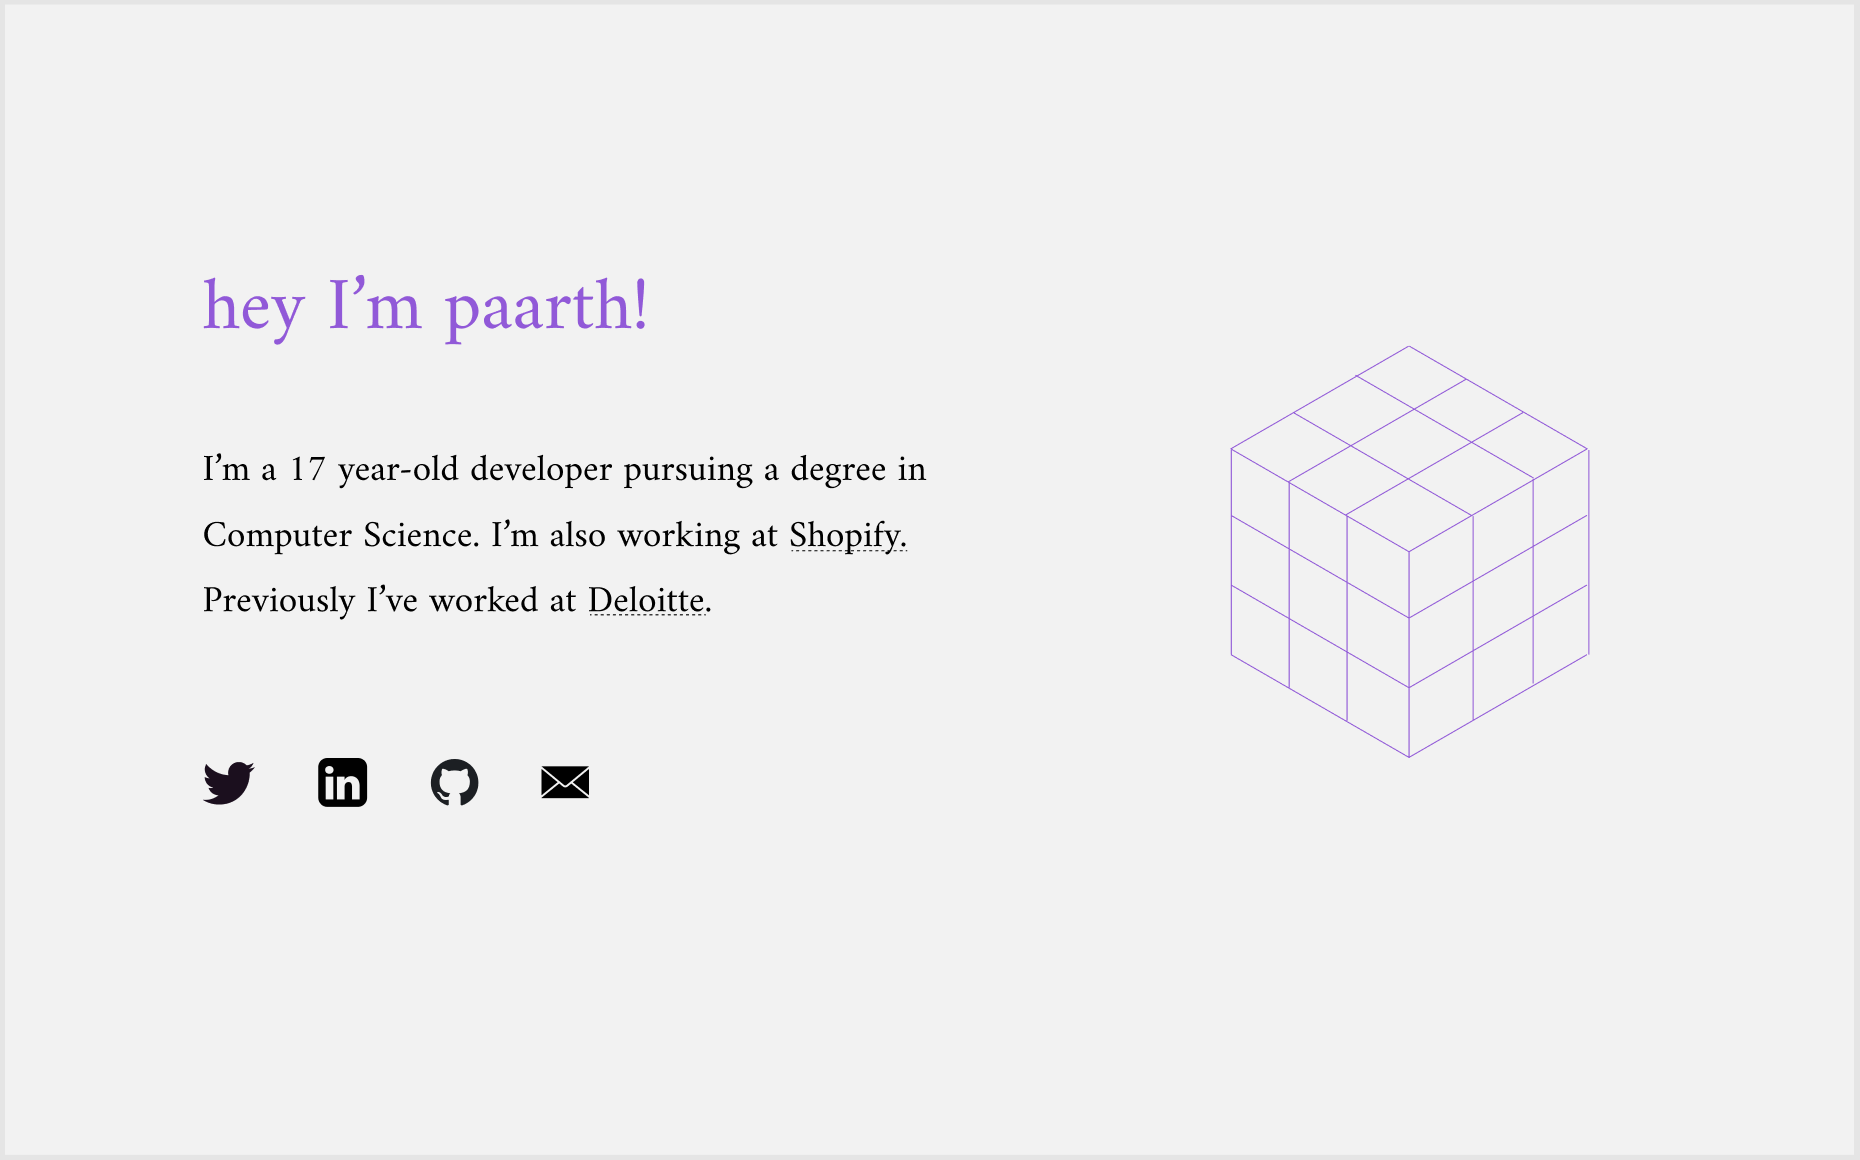 hey I’m paarth!
I’m a 17 year-old developer pursuing a degree in
Computer Science. I’m also working at Shopify.
Previously I’ve worked at Deloitte.
in